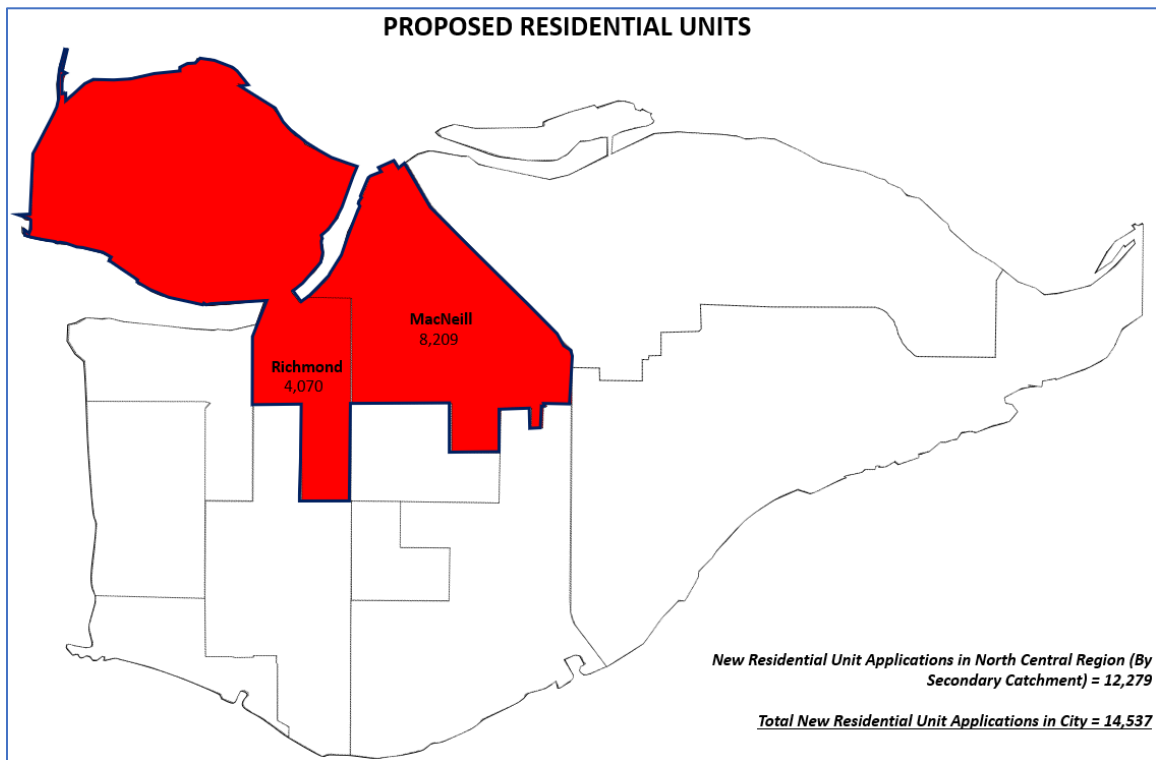 PROPOSED RESIDENTIAL UNITS
MacNeill
8,209
Richmond
4,070
New Residential Unit Applications in North Central Region (By
Secondary Catchment) = 12,279
Total New Residential Unit Applications in City = 14,537